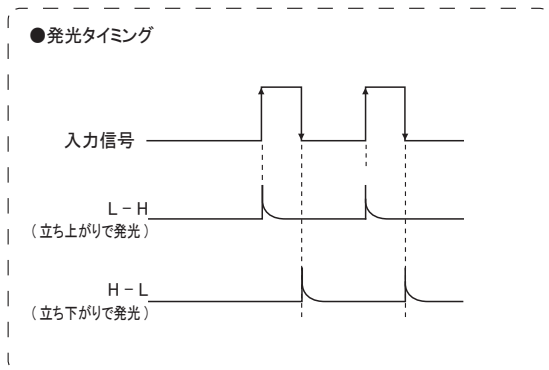 ●発光タイミング
入力信号
L－H
（立ち上がりで発光）
H－L
（立ち下がりで発光）